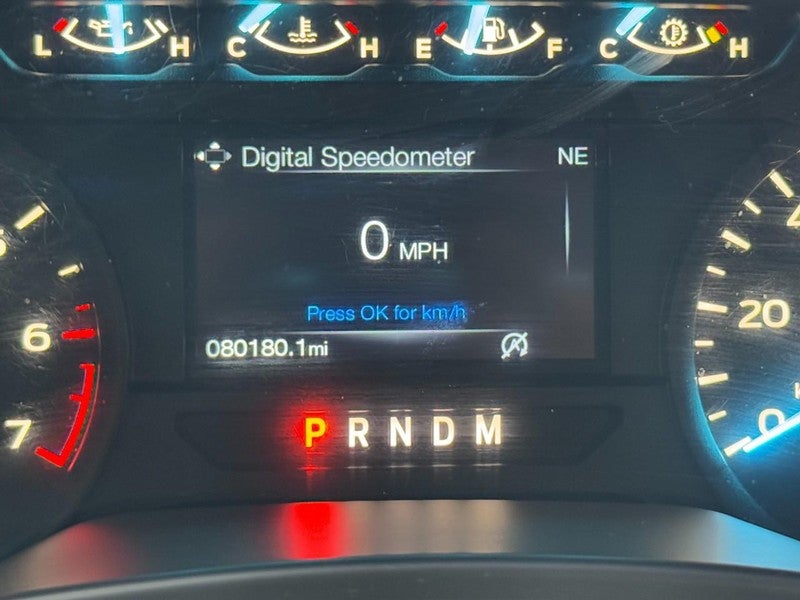 L H C H E F C H
Digital Speedometer NE
0 MPH
Press OK for km/h
080180.1mi
6
7
20
0
P R N D M